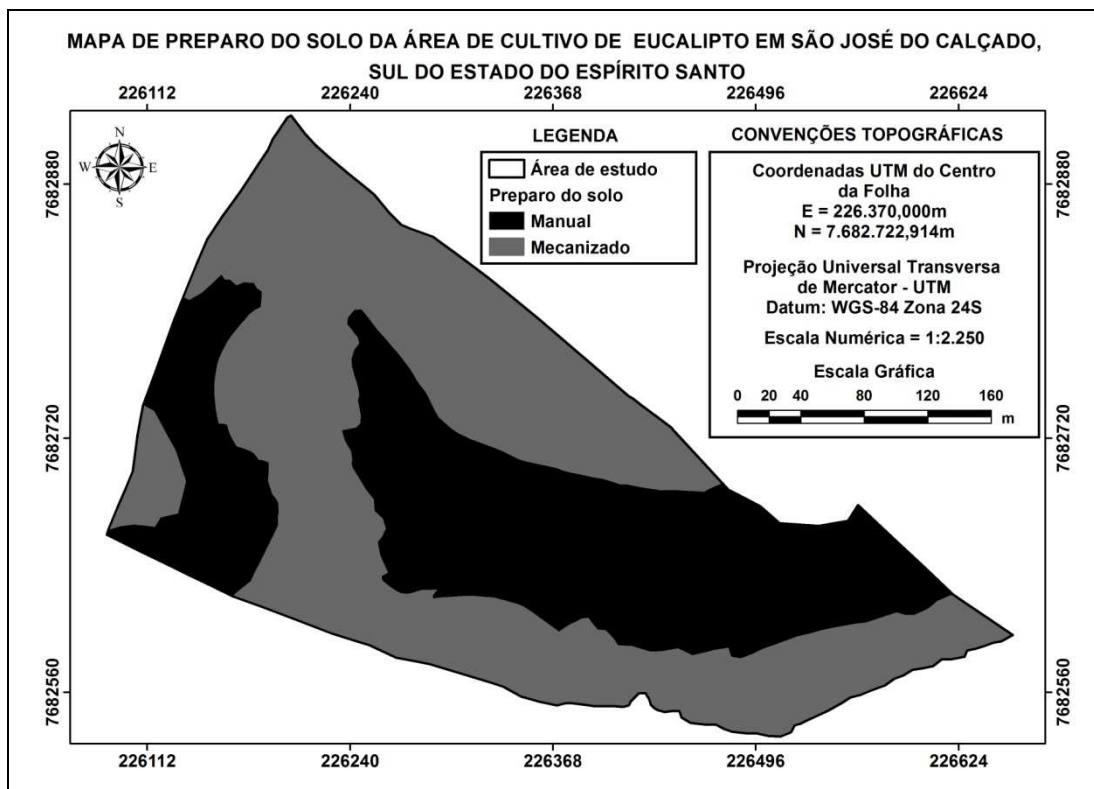 MAPA DE PREPARO DO SOLO DA ÁREA DE CULTIVO DE EUCALIPTO EM SÃO JOSÉ DO CALÇADO,
SUL DO ESTADO DO ESPÍRITO SANTO
226112 226240 226368 226496 226624
N
W E
S
7682880
7682720
7682560
LEGENDA
Área de estudo
Preparo do solo
Manual
Mecanizado
CONVENÇÕES TOPOGRÁFICAS
Coordenadas UTM do Centro
da Folha
E = 226.370,000m
N = 7.682.722,914m
Projeção Universal Transversa
de Mercator - UTM
Datum: WGS-84 Zona 24S
Escala Numérica = 1:2.250
Escala Gráfica
0 20 40 80 120 160
m
7682880
7682720
7682560
226112 226240 226368 226496 226624